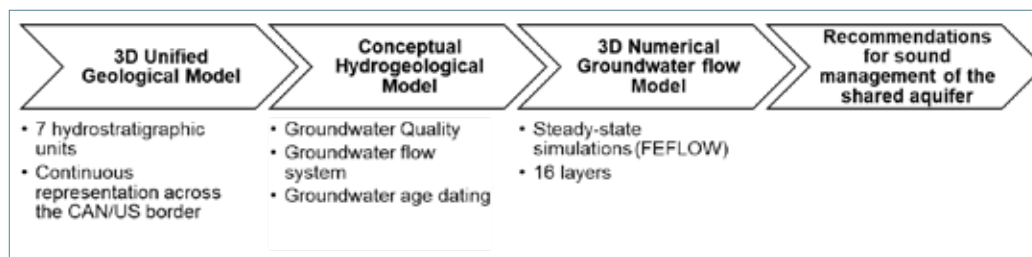 3D Unified
Geological Model
Conceptual
Hydrogeological
Model
3D Numerical
Groundwater flow
Model
Recommendations
for sound
management of the
shared aquifer
• 7 hydrostratigraphic
units
• Continuous
representation across
the CAN/US border
• Groundwater Quality
• Groundwater flow
system
• Groundwater age dating
• Steady-state
simulations (FEFLOW)
• 16 layers